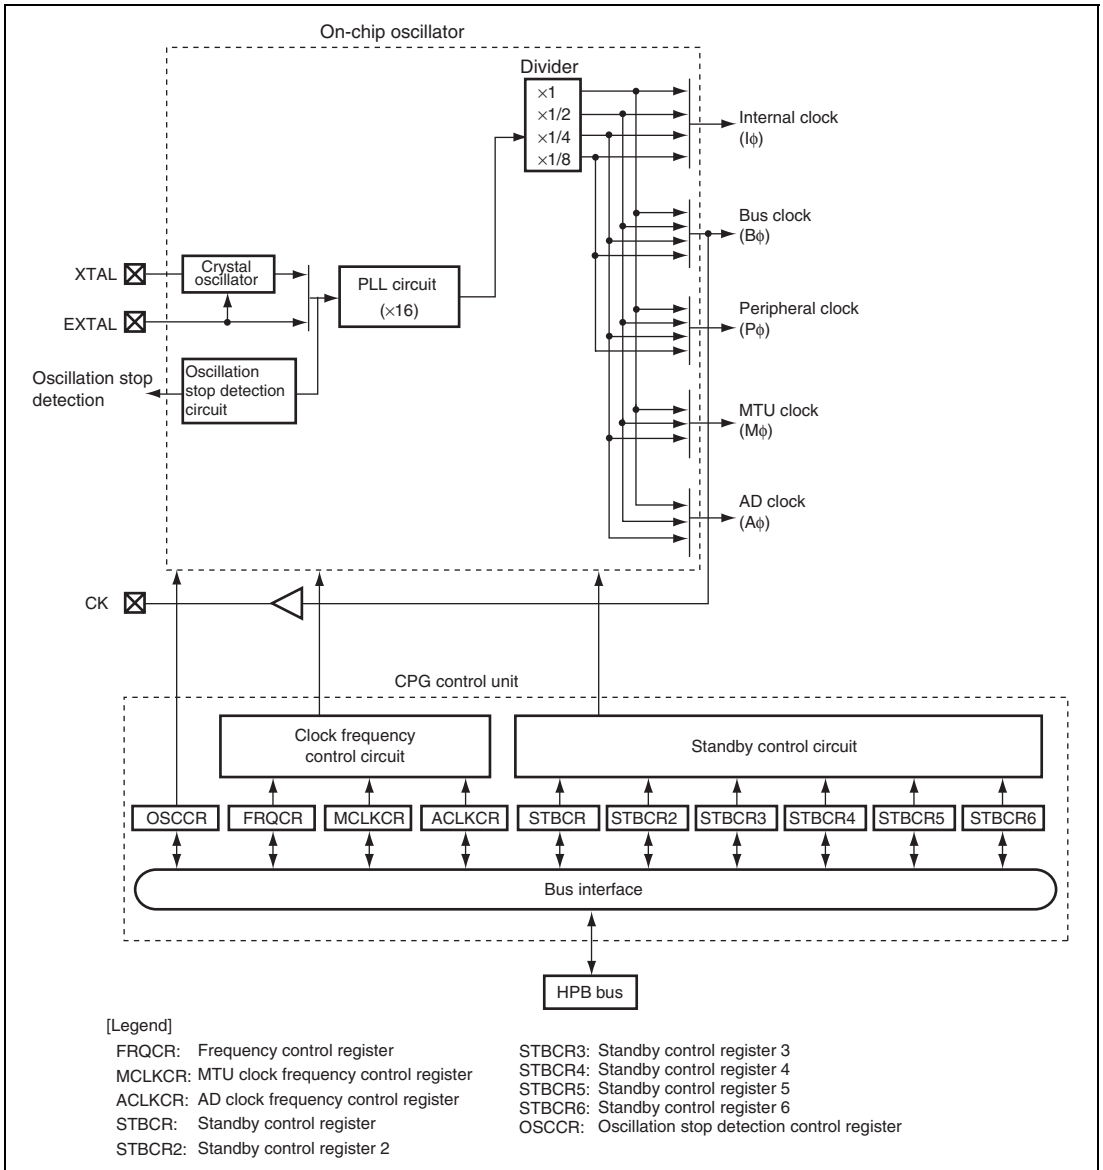 On-chip oscillator
Divider
×1
×1/2
×1/4
×1/8
Internal clock
(Iϕ)
Bus clock
(Bϕ)
Peripheral clock
(Pϕ)
MTU clock
(Mϕ)
AD clock
(Aϕ)
XTAL
Crystal
oscillator
EXTAL
PLL circuit
(×16)
Oscillation stop
detection
Oscillation
stop detection
circuit
CK
CPG control unit
Clock frequency
control circuit
Standby control circuit
OSCCR
FRQCR
MCLKCR
ACLKCR
STBCR
STBCR2
STBCR3
STBCR4
STBCR5
STBCR6
Bus interface
HPB bus
[Legend]
FRQCR: Frequency control register
MCLKCR: MTU clock frequency control register
ACLKCR: AD clock frequency control register
STBCR: Standby control register
STBCR2: Standby control register 2
STBCR3: Standby control register 3
STBCR4: Standby control register 4
STBCR5: Standby control register 5
STBCR6: Standby control register 6
OSCCR: Oscillation stop detection control register